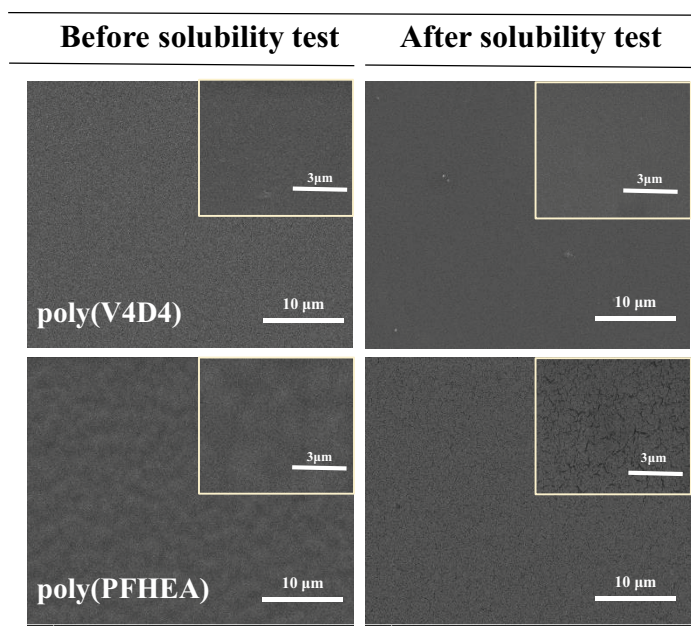 Before solubility test
After solubility test
3μm
10 μm
poly(V4D4)
3μm
10 μm
3μm
10 μm
poly(PFHEA)
3μm
10 μm